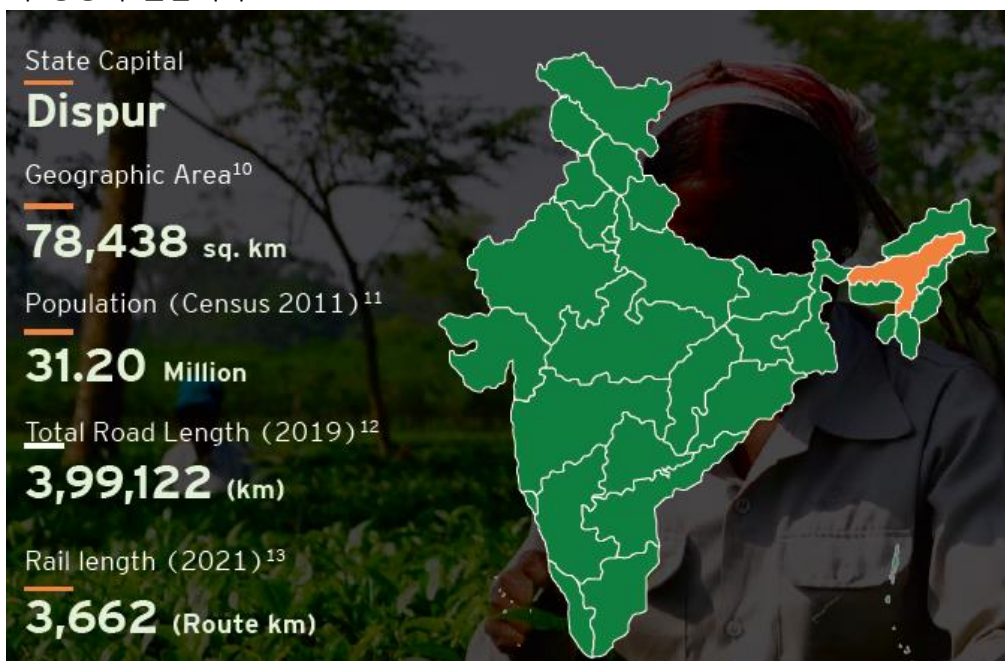 State Capital
Dispur
Geographic Area¹⁰
78,438 sq. km
Population (Census 2011)¹¹
31.20 Million
Total Road Length (2019)¹²
3,99,122 (km)
Rail length (2021)¹³
3,662 (Route km)